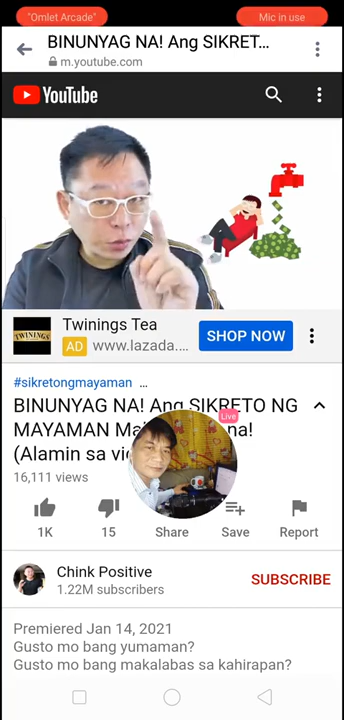 "Omlet Arcade"
Mic in use
BINUNYAG NA! Ang SIKRET...
m.youtube.com
YouTube
TWININGS
Twinings Tea
AD www.lazada....
SHOP NOW
#sikretongmayaman ...
BINUNYAG NA! Ang SIKRETO NG
MAYAMAN na!
(Alamin sa
Live
16,111 views
1K
15
Share
Save
Report
Chink Positive
1.22M subscribers
SUBSCRIBE
Premiered Jan 14, 2021
Gusto mo bang yumaman?
Gusto mo bang makalabas sa kahirapan?